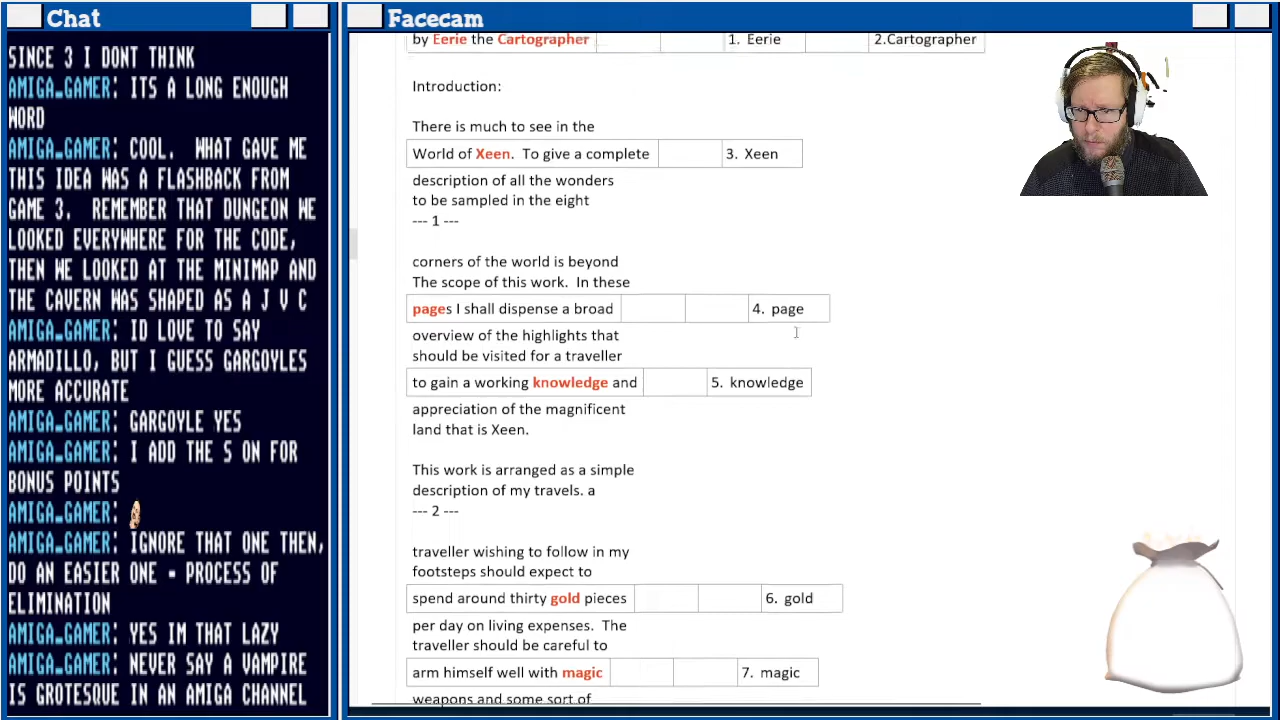 Chat
SINCE 3 I DONT THINK
AMIGA_GAMER: ITS A LONG ENOUGH
WORD
AMIGA_GAMER: COOL. WHAT GAVE ME
THIS IDEA WAS A FLASHBACK FROM
GAME 3. REMEMBER THAT DUNGEON WE
LOOKED EVERYWHERE FOR THE CODE,
THEN WE LOOKED AT THE MINIMAP AND
THE CAVERN WAS SHAPED AS A J V C
AMIGA_GAMER: ID LOVE TO SAY
ARMADILLO, BUT I GUESS GARGOYLES
MORE ACCURATE
AMIGA_GAMER: GARGOYLE YES
AMIGA_GAMER: I ADD THE S ON FOR
BONUS POINTS
AMIGA_GAMER:
AMIGA_GAMER: IGNORE THAT ONE THEN,
DO AN EASIER ONE - PROCESS OF
ELIMINATION
AMIGA_GAMER: YES IM THAT LAZY
AMIGA_GAMER: NEVER SAY A VAMPIRE
IS GROTESQUE IN AN AMIGA CHANNEL
Facecam
by Eerie the Cartographer 1. Eerie 2.Cartographer
Introduction:
There is much to see in the
World of Xeen. To give a complete 3. Xeen
description of all the wonders
to be sampled in the eight
--- 1 ---
corners of the world is beyond
The scope of this work. In these
pages I shall dispense a broad 4. page
overview of the highlights that
should be visited for a traveller
to gain a working knowledge and 5. knowledge
appreciation of the magnificent
land that is Xeen.
This work is arranged as a simple
description of my travels. a
--- 2 ---
traveller wishing to follow in my
footsteps should expect to
spend around thirty gold pieces 6. gold
per day on living expenses. The
traveller should be careful to
arm himself well with magic 7. magic
weapons and some sort of